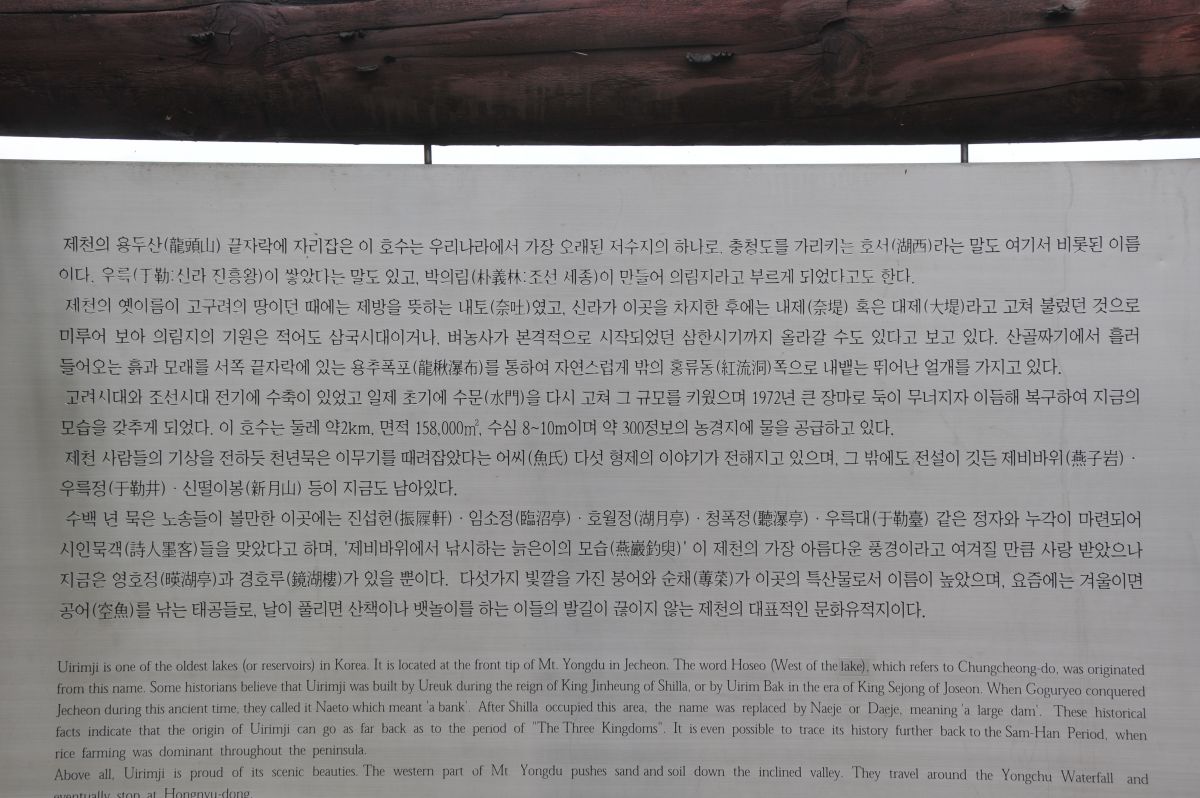 제천의 용두산(龍頭山) 끝자락에 자리잡은 이 호수는 우리나라에서 가장 오래된 저수지의 하나로. 충청도를 가리키는 호서(湖西)라는 말도 여기서 비롯된 이름
이다. 우륵(于勒:신라 진흥왕)이 쌓았다는 말도 있고, 박의림(朴義林:조선 세종)이 만들어 의림지라고 부르게 되었다고도 한다.
제천의 옛이름이 고구려의 땅이던 때에는 제방을 뜻하는 내토(奈吐)였고, 신라가 이곳을 차지한 후에는 내제(奈堤) 혹은 대제(大堤)라고 고쳐 불렀던 것으로
미루어 보아 의림지의 기원은 적어도 삼국시대이거나. 벼농사가 본격적으로 시작되었던 삼한시기까지 올라갈 수도 있다고 보고 있다. 산골짜기에서 흘러
들어오는 흙과 모래를 서쪽 끝자락에 있는 용추폭포(龍楸瀑布)를 통하여 자연스럽게 밖의 홍류동(紅流洞)쪽으로 내뱉는 뛰어난 얼개를 가지고 있다.
고려시대와 조선시대 전기에 수축이 있었고 일제 초기에 수문(水門)을 다시 고쳐 그 규모를 키웠으며 1972년 큰 장마로 둑이 무너지자 이듬해 복구하여 지금의
모습을 갖추게 되었다. 이 호수는 둘레 약2km, 면적 158,000㎡, 수심 8~10m이며 약 300정보의 농경지에 물을 공급하고 있다.
제천 사람들의 기상을 전하듯 천년묵은 이무기를 때려잡았다는 어씨(魚氏) 다섯 형제의 이야기가 전해지고 있으며, 그 밖에도 전설이 깃든 제비바위(燕子岩) ·
우륵정(于勒井) · 신떨이봉(新月山) 등이 지금도 남아있다.
수백 년 묵은 노송들이 볼만한 이곳에는 진섭헌(振屧軒) · 임소정(臨沼亭) · 호월정(湖月亭) · 청폭정(聽瀑亭) · 우륵대(于勒臺) 같은 정자와 누각이 마련되어
시인묵객(詩人墨客)들을 맞았다고 하며, '제비바위에서 낚시하는 늙은이의 모습(燕巖釣臾)' 이 제천의 가장 아름다운 풍경이라고 여겨질 만큼 사랑 받았으나
지금은 영호정(暎湖亭)과 경호루(鏡湖樓)가 있을 뿐이다. 다섯가지 빛깔을 가진 붕어와 순채(蓴菜)가 이곳의 특산물로서 이름이 높았으며, 요즘에는 겨울이면
공어(空魚)를 낚는 태공들로, 날이 풀리면 산책이나 뱃놀이를 하는 이들의 발길이 끊이지 않는 제천의 대표적인 문화유적지이다.
Uirimji is one of the oldest lakes (or reservoirs) in Korea. It is located at the front tip of Mt. Yongdu in Jecheon. The word Hoseo (West of the lake), which refers to Chungcheong-do, was originated
from this name. Some historians believe that Uirimji was built by Ureuk during the reign of King Jinheung of Shilla, or by Uirim Bak in the era of King Sejong of Joseon. When Goguryeo conquered
Jecheon during this ancient time, they called it Naeto which meant 'a bank'. After Shilla occupied this area, the name was replaced by Naeje or Daeje, meaning 'a large dam'. These historical
facts indicate that the origin of Uirimji can go as far back as to the period of "The Three Kingdoms". It is even possible to trace its history further back to the Sam-Han Period, when
rice farming was dominant throughout the peninsula.
Above all, Uirimji is proud of its scenic beauties. The western part of Mt Yongdu pushes sand and soil down the inclined valley. They travel around the Yongchu Waterfall and
eventually stop at Hongnyu-dong.